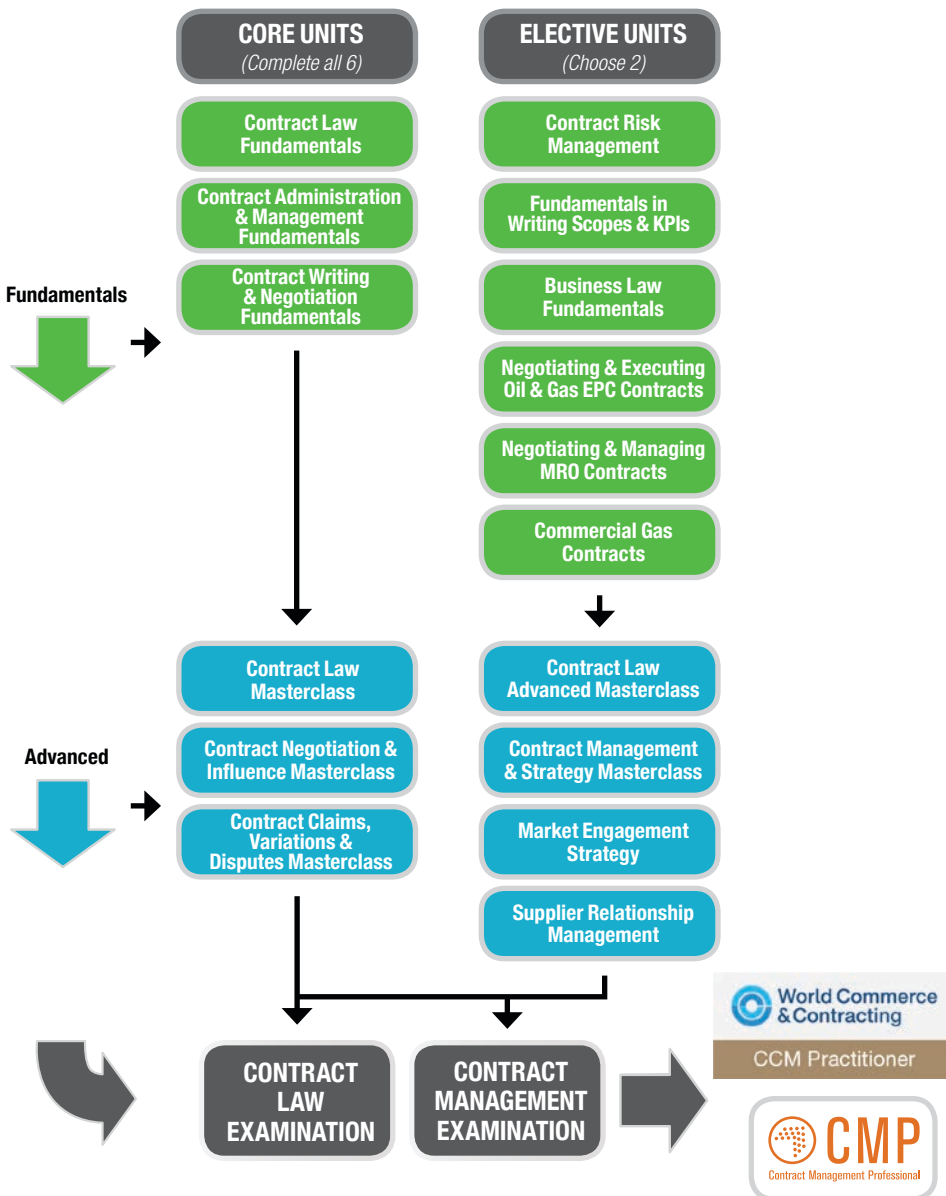 CORE UNITS
(Complete all 6)
Contract Law
Fundamentals
Contract Administration
& Management
Fundamentals
Contract Writing
& Negotiation
Fundamentals
ELECTIVE UNITS
(Choose 2)
Contract Risk
Management
Fundamentals in
Writing Scopes & KPIs
Business Law
Fundamentals
Negotiating & Executing
Oil & Gas EPC Contracts
Negotiating & Managing
MRO Contracts
Commercial Gas
Contracts
Fundamentals
Contract Law
Masterclass
Contract Negotiation &
Influence Masterclass
Contract Claims,
Variations &
Disputes Masterclass
Contract Law
Advanced Masterclass
Contract Management
& Strategy Masterclass
Market Engagement
Strategy
Supplier Relationship
Management
Advanced
CONTRACT
LAW
EXAMINATION
CONTRACT
MANAGEMENT
EXAMINATION
World Commerce
& Contracting
CCM Practitioner
CMP
Contract Management Professional